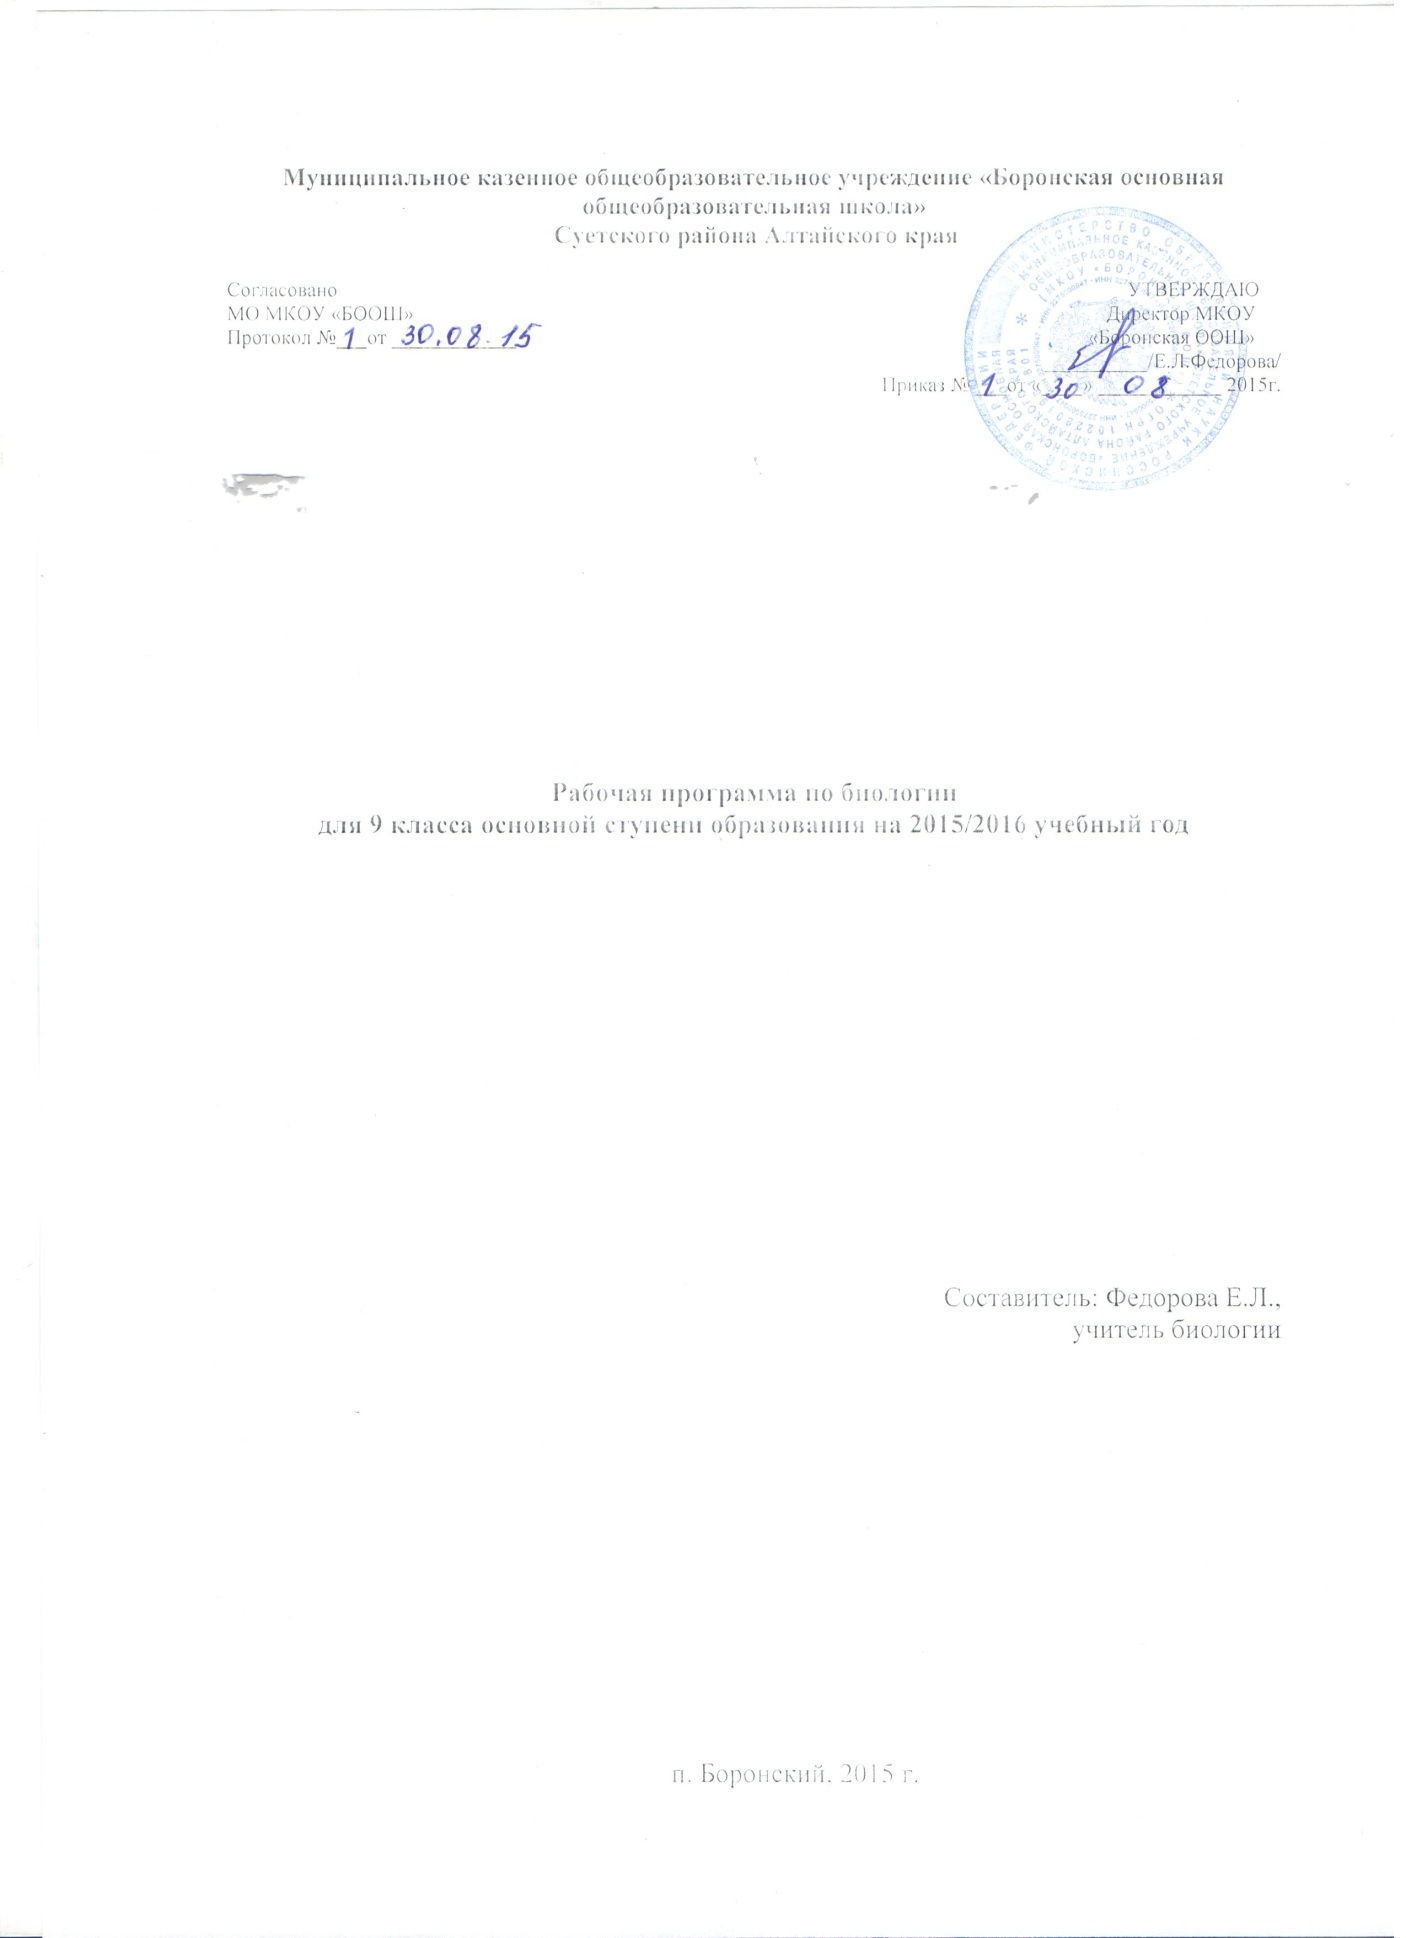 Муниципальное казенное общеобразовательное учреждение «Боронская основная
общеобразовательная школа»
Суетского района Алтайского края
Согласовано
МО МКОУ «БООШ»
Протокол №1 от 30.08.15
УТВЕРЖДАЮ
Директор МКОУ
«Боронская ООШ»
/Е.Л.Федорова/
Приказ № 1 от «30» 08 2015г.
Рабочая программа по биологии
для 9 класса основной ступени образования на 2015/2016 учебный год
Составитель: Федорова Е.Л.,
учитель биологии
п. Боронский. 2015 г.